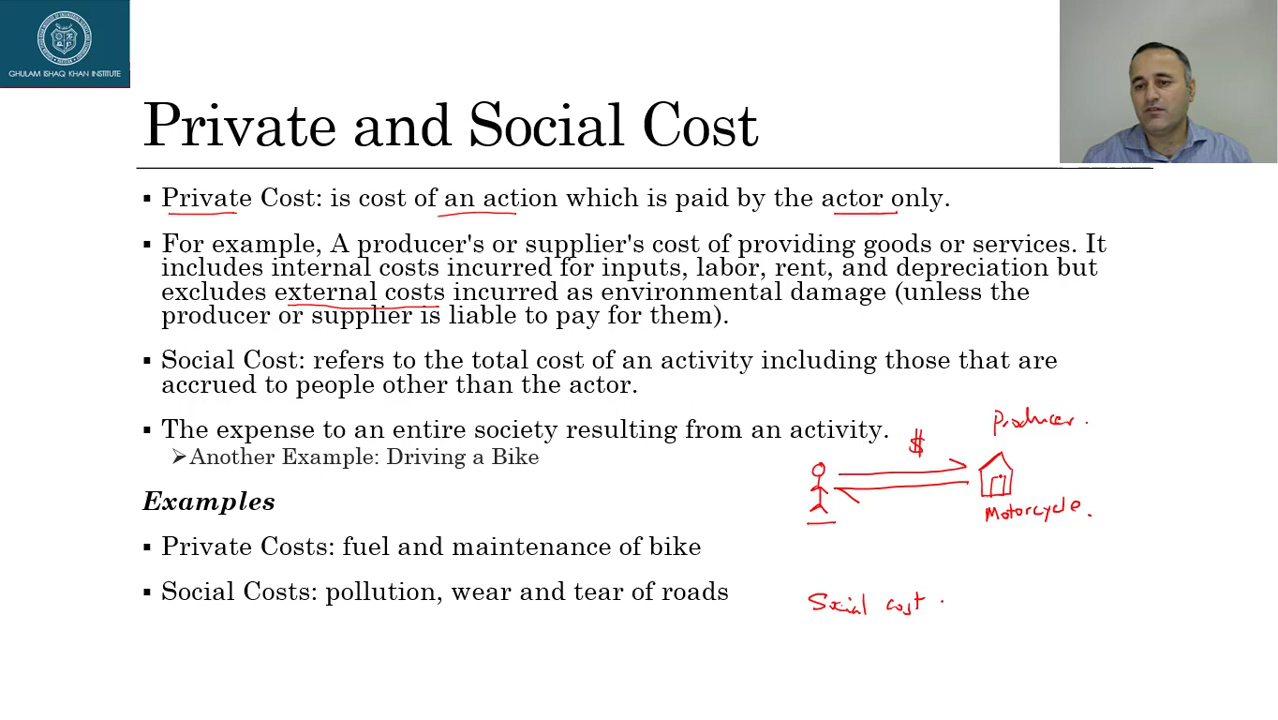 GHULAM ISHAQ KHAN INSTITUTE
Private and Social Cost
▪ Private Cost: is cost of an action which is paid by the actor only.
▪ For example, A producer's or supplier's cost of providing goods or services. It
includes internal costs incurred for inputs, labor, rent, and depreciation but
excludes external costs incurred as environmental damage (unless the
producer or supplier is liable to pay for them).
▪ Social Cost: refers to the total cost of an activity including those that are
accrued to people other than the actor.
▪ The expense to an entire society resulting from an activity.
➢Another Example: Driving a Bike
Examples
▪ Private Costs: fuel and maintenance of bike
▪ Social Costs: pollution, wear and tear of roads
Producer.
$
Motorcycle.
Social cost.